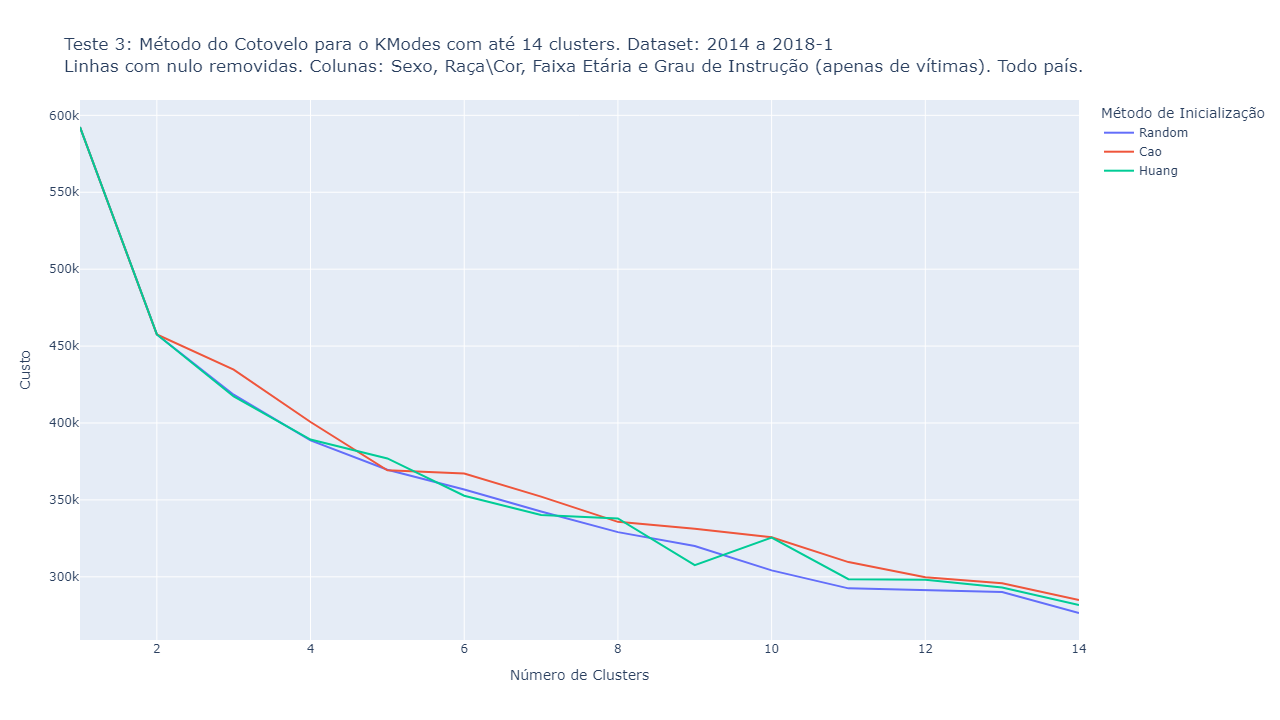 Teste 3: Método do Cotovelo para o KModes com até 14 clusters. Dataset: 2014 a 2018-1
Linhas com nulo removidas. Colunas: Sexo, Raça\Cor, Faixa Etária e Grau de Instrução (apenas de vítimas). Todo país.
Método de Inicialização
Random
Cao
Huang
600k
550k
500k
450k
400k
350k
300k
Custo
2 4 6 8 10 12 14
Número de Clusters